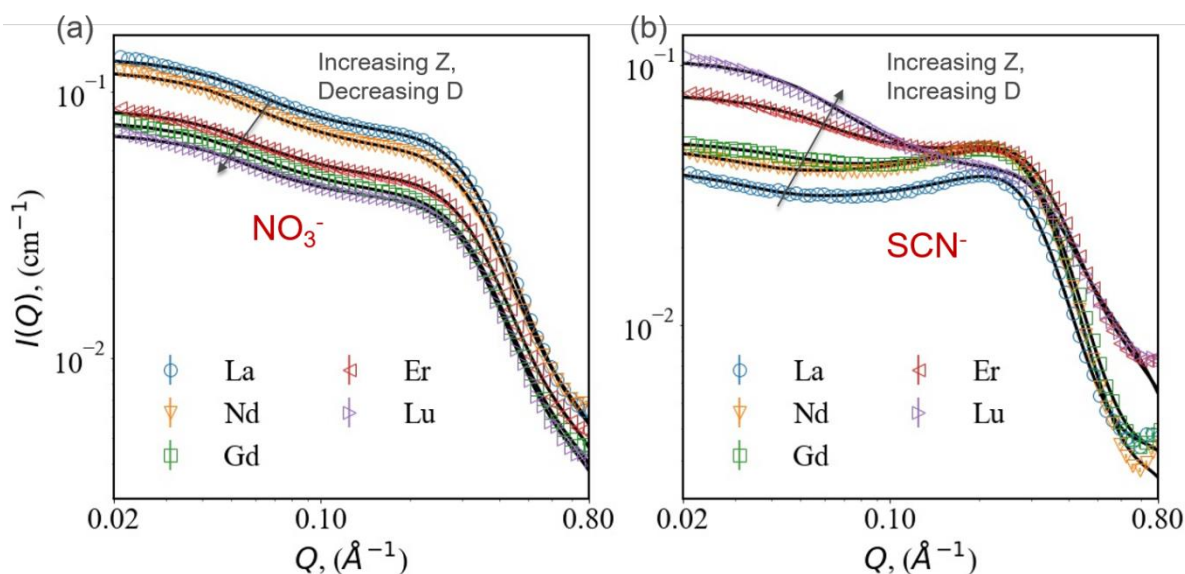 (a)
Increasing Z,
Decreasing D
NO₃⁻
La
Nd
Gd
Er
Lu
10⁻¹
10⁻²
I(Q), (cm⁻¹)
0.02
0.10
0.80
Q, (Å⁻¹)
(b)
Increasing Z,
Increasing D
SCN⁻
La
Nd
Gd
Er
Lu
10⁻¹
10⁻²
0.02
0.10
0.80
Q, (Å⁻¹)